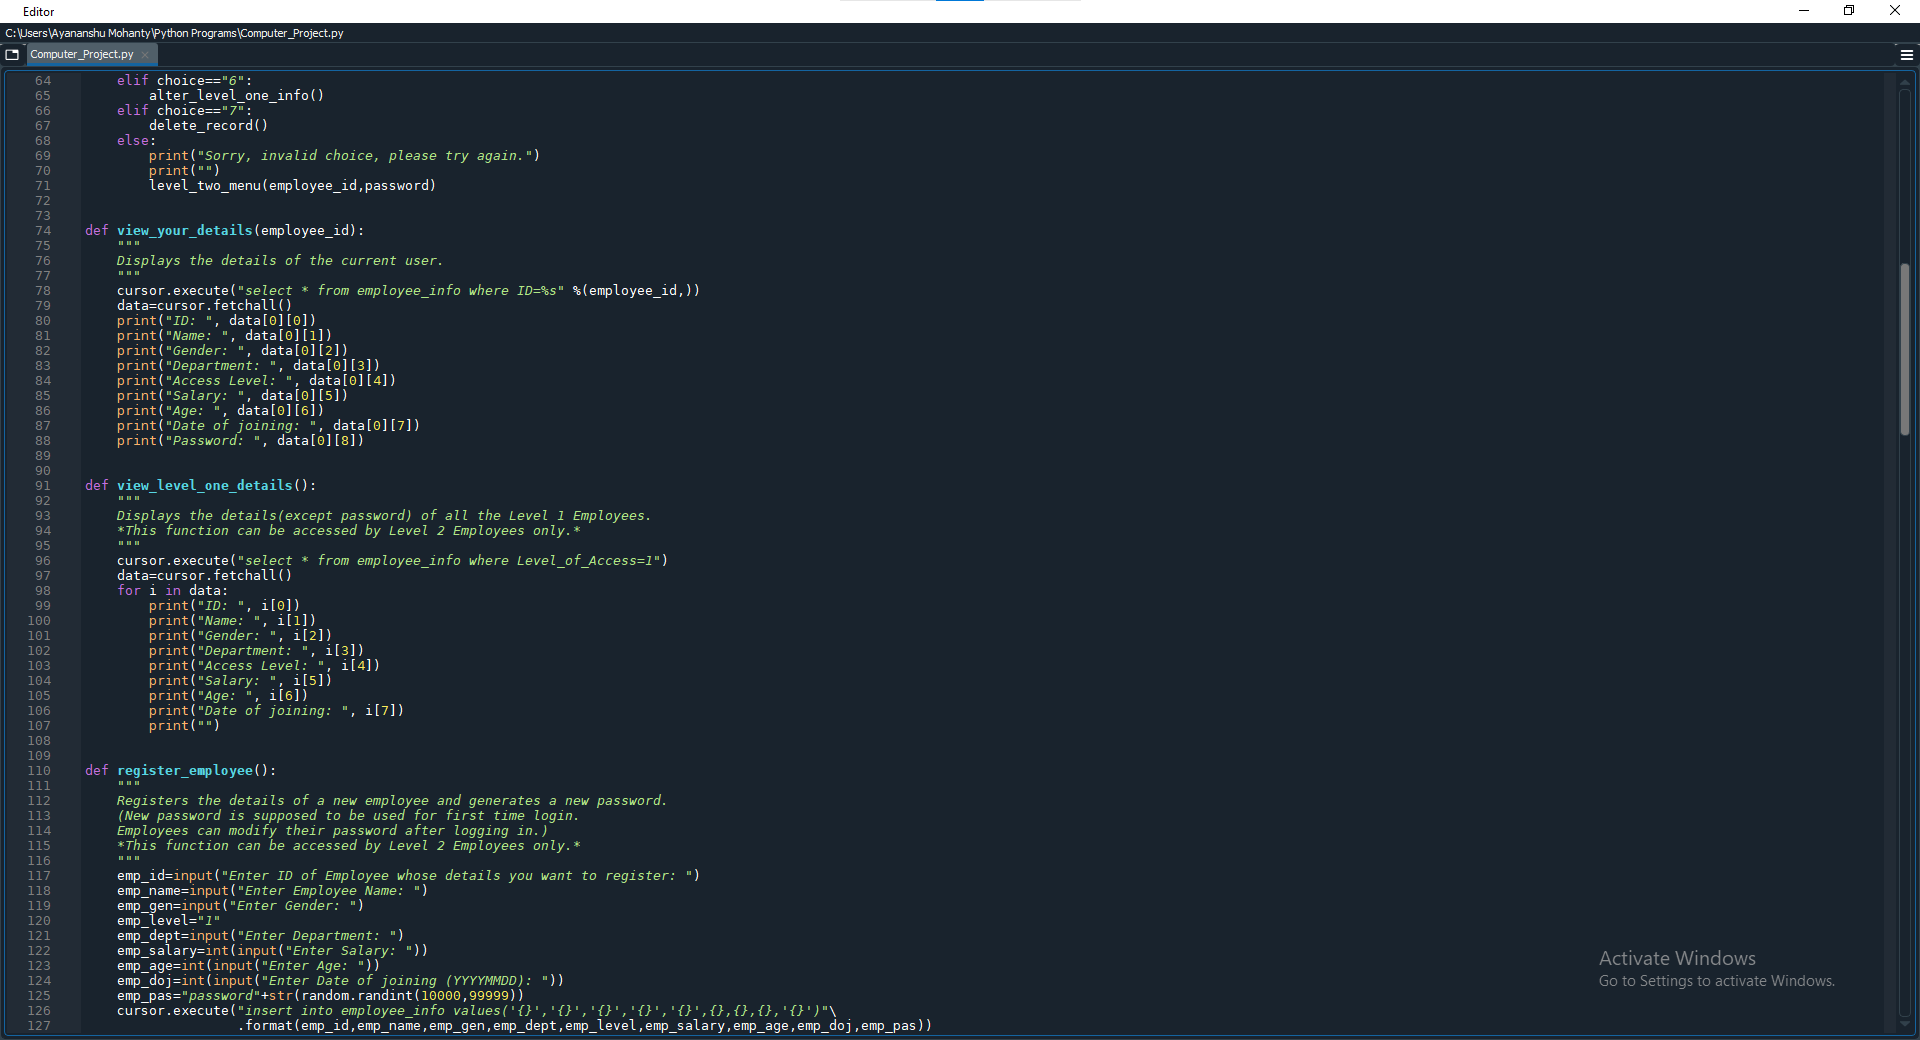 Editor
C:\Users\Ayananshu Mohanty\Python Programs\Computer_Project.py
Computer_Project.py
64 elif choice=="6":
65 alter_level_one_info()
66 elif choice=="7":
67 delete_record()
68 else:
69 print("Sorry, invalid choice, please try again.")
70 print("")
71 level_two_menu(employee_id,password)
72
73
74 def view_your_details(employee_id):
75 """
76 Displays the details of the current user.
77 """
78 cursor.execute("select * from employee_info where ID=%s" %(employee_id,))
79 data=cursor.fetchall()
80 print("ID: ", data[0][0])
81 print("Name: ", data[0][1])
82 print("Gender: ", data[0][2])
83 print("Department: ", data[0][3])
84 print("Access Level: ", data[0][4])
85 print("Salary: ", data[0][5])
86 print("Age: ", data[0][6])
87 print("Date of joining: ", data[0][7])
88 print("Password: ", data[0][8])
89
90
91 def view_level_one_details():
92 """
93 Displays the details(except password) of all the Level 1 Employees.
94 *This function can be accessed by Level 2 Employees only.*
95 """
96 cursor.execute("select * from employee_info where Level_of_Access=1")
97 data=cursor.fetchall()
98 for i in data:
99 print("ID: ", i[0])
100 print("Name: ", i[1])
101 print("Gender: ", i[2])
102 print("Department: ", i[3])
103 print("Access Level: ", i[4])
104 print("Salary: ", i[5])
105 print("Age: ", i[6])
106 print("Date of joining: ", i[7])
107 print("")
108
109
110 def register_employee():
111 """
112 Registers the details of a new employee and generates a new password.
113 (New password is supposed to be used for first time login.
114 Employees can modify their password after logging in.)
115 *This function can be accessed by Level 2 Employees only.*
116 """
117 emp_id=input("Enter ID of Employee whose details you want to register: ")
118 emp_name=input("Enter Employee Name: ")
119 emp_gen=input("Enter Gender: ")
120 emp_level="1"
121 emp_dept=input("Enter Department: ")
122 emp_salary=int(input("Enter Salary: "))
123 emp_age=int(input("Enter Age: "))
124 emp_doj=int(input("Enter Date of joining (YYYYMMDD): "))
125 emp_pas="password"+str(random.randint(10000,99999))
126 cursor.execute("insert into employee_info values('{}','{}','{}','{}','{}',{},{},{},'{}')"\
127 .format(emp_id,emp_name,emp_gen,emp_dept,emp_level,emp_salary,emp_age,emp_doj,emp_pas))
Activate Windows
Go to Settings to activate Windows.